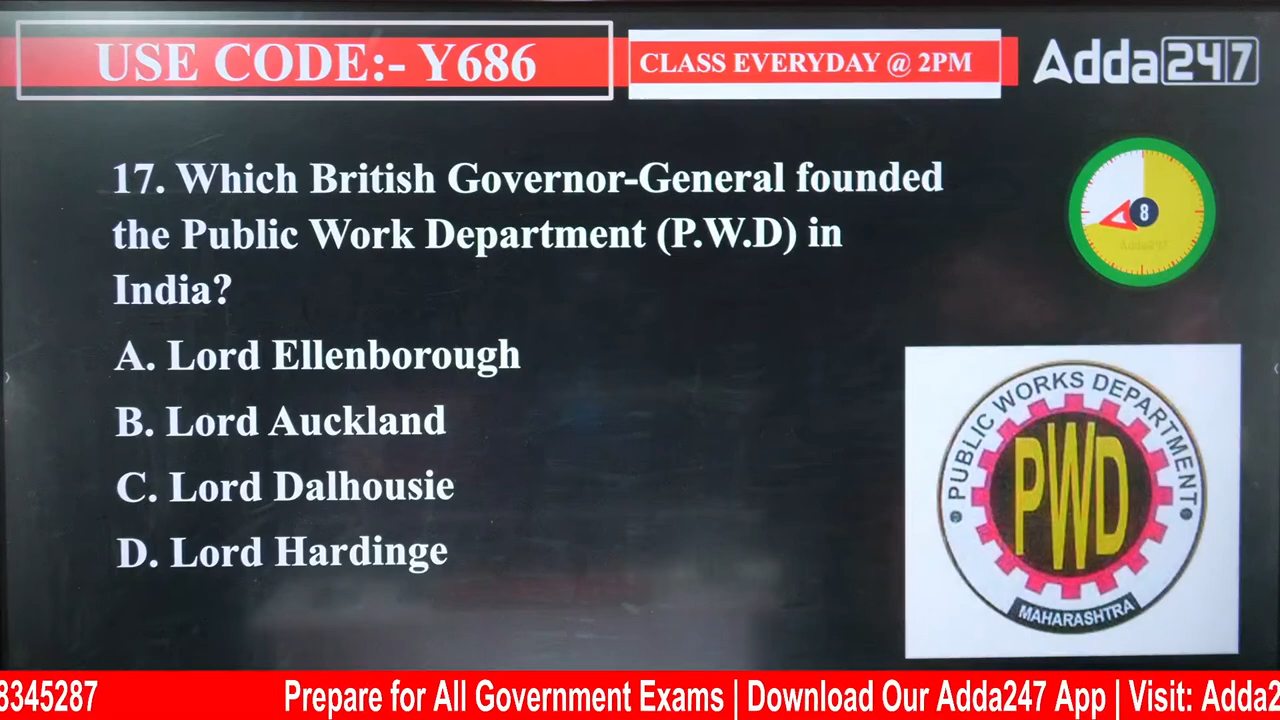 USE CODE:- Y686
CLASS EVERYDAY @ 2PM
Adda247
17. Which British Governor-General founded
the Public Work Department (P.W.D) in
India?
8
Adda247
A. Lord Ellenborough
B. Lord Auckland
C. Lord Dalhousie
D. Lord Hardinge
PUBLIC WORKS DEPARTMENT
PWD
MAHARASHTRA
8345287 Prepare for All Government Exams | Download Our Adda247 App | Visit: Adda2